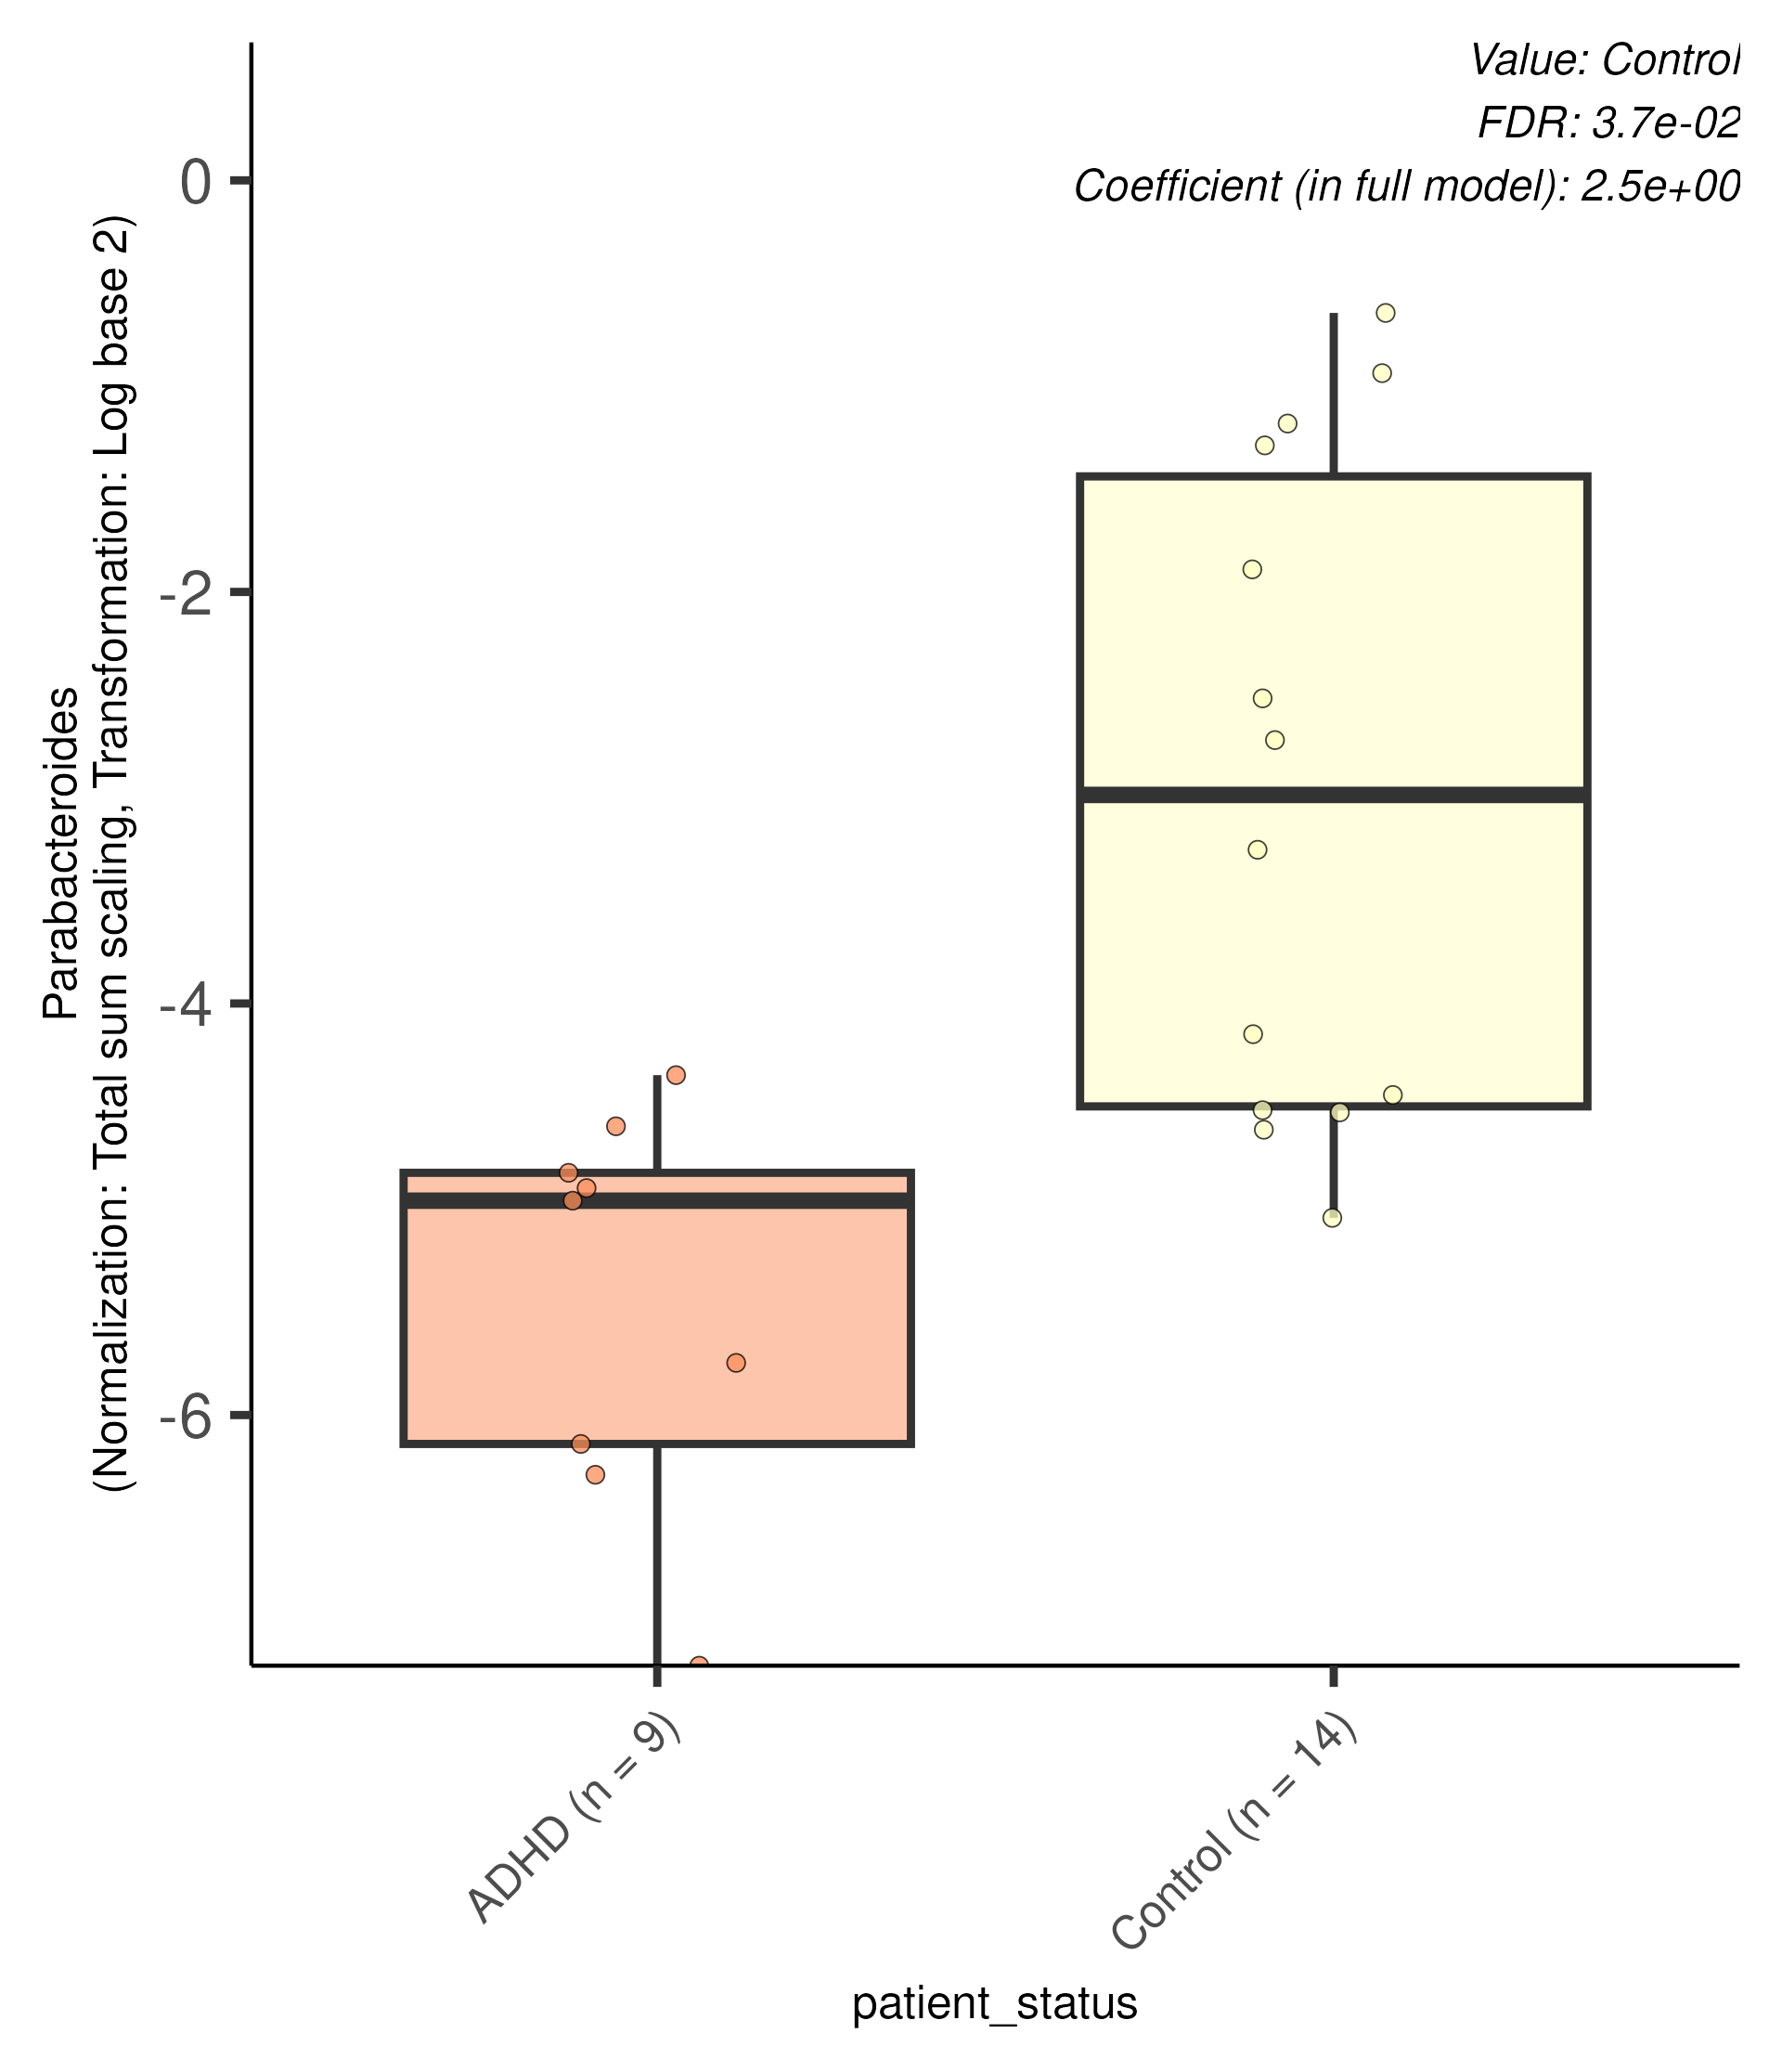 Value: Control
FDR: 3.7e-02
Coefficient (in full model): 2.5e+00
Parabacteroides
(Normalization: Total sum scaling, Transformation: Log base 2)
0
-2
-4
-6
ADHD (n = 9)
Control (n = 14)
patient_status